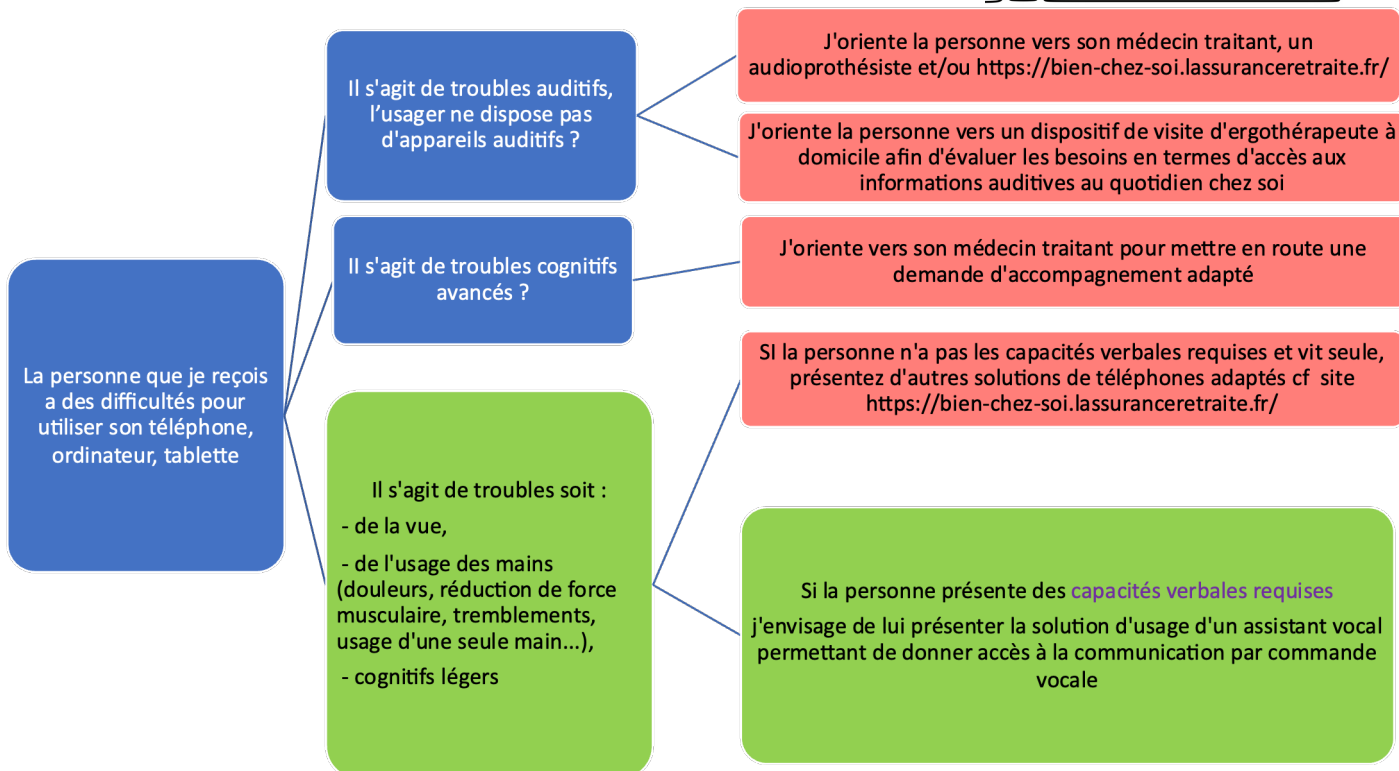 La personne que je reçois
a des difficultés pour
utiliser son téléphone,
ordinateur, tablette
Il s'agit de troubles auditifs,
l’usager ne dispose pas
d'appareils auditifs ?
J'oriente la personne vers son médecin traitant, un
audioprothésiste et/ou https://bien-chez-soi.lassuranceretraite.fr/
J'oriente la personne vers un dispositif de visite d'ergothérapeute à
domicile afin d'évaluer les besoins en termes d'accès aux
informations auditives au quotidien chez soi
Il s'agit de troubles cognitifs
avancés ?
J'oriente vers son médecin traitant pour mettre en route une
demande d'accompagnement adapté
Il s'agit de troubles soit :
- de la vue,
- de l'usage des mains
(douleurs, réduction de force
musculaire, tremblements,
usage d'une seule main...),
- cognitifs légers
SI la personne n'a pas les capacités verbales requises et vit seule,
présentez d'autres solutions de téléphones adaptés cf site
https://bien-chez-soi.lassuranceretraite.fr/
Si la personne présente des capacités verbales requises
j'envisage de lui présenter la solution d'usage d'un assistant vocal
permettant de donner accès à la communication par commande
vocale